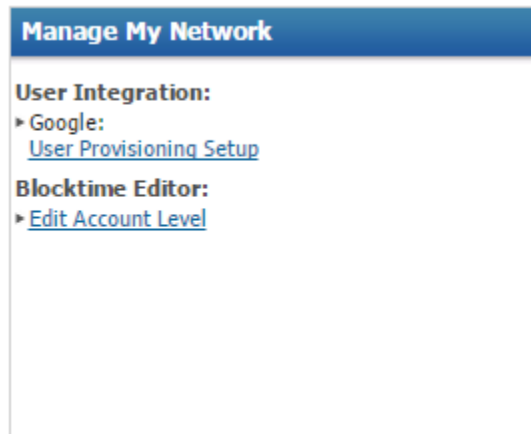 Manage My Network
User Integration:
Google:
User Provisioning Setup
Blocktime Editor:
Edit Account Level